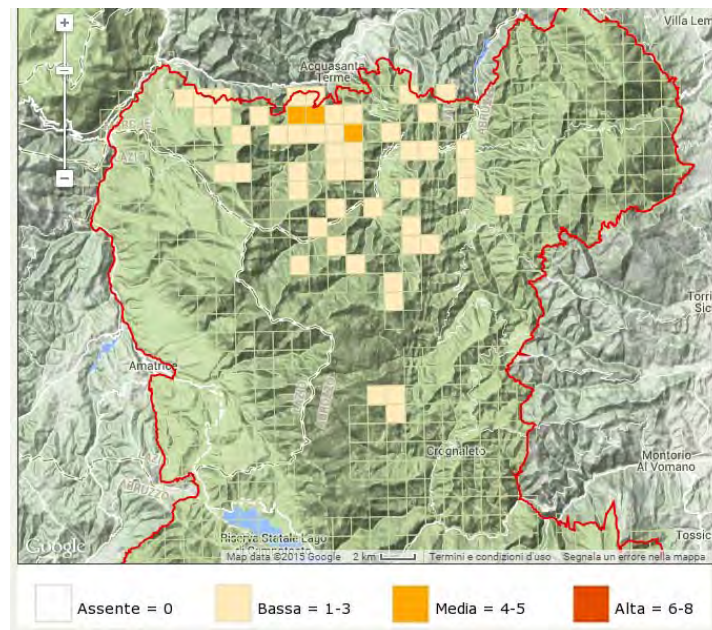 Villa Lem
Acquasanta
Terme
Torri
Sic
Amatrice
ABRUZZO
Crognaleto
Montorio
Al Vomano
Tossic
Riserva Statale Lago
Google
Map data ©2015 Google
2 km
Termini e condizioni d'uso
Segnala un errore nella mappa
Assente = 0
Bassa = 1-3
Media = 4-5
Alta = 6-8